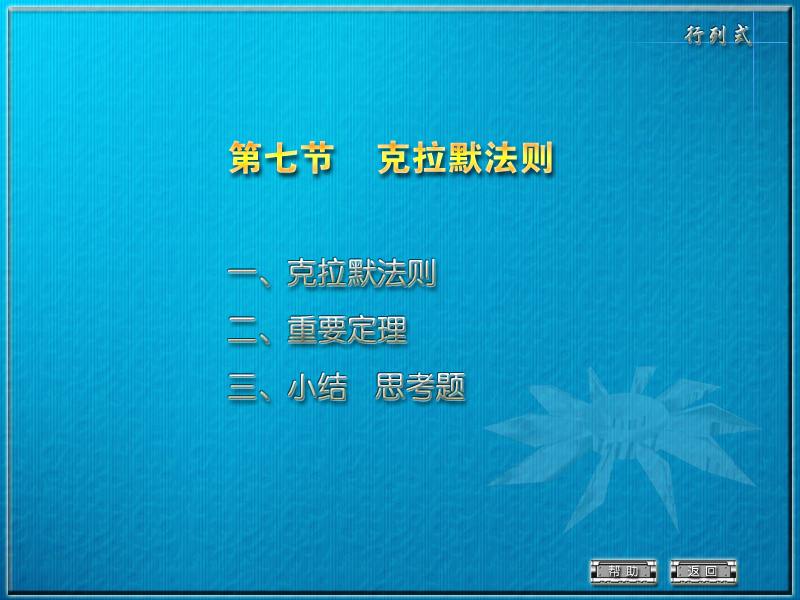 行列式
第七节 克拉默法则
一、克拉默法则
二、重要定理
三、小结 思考题
帮助 返回